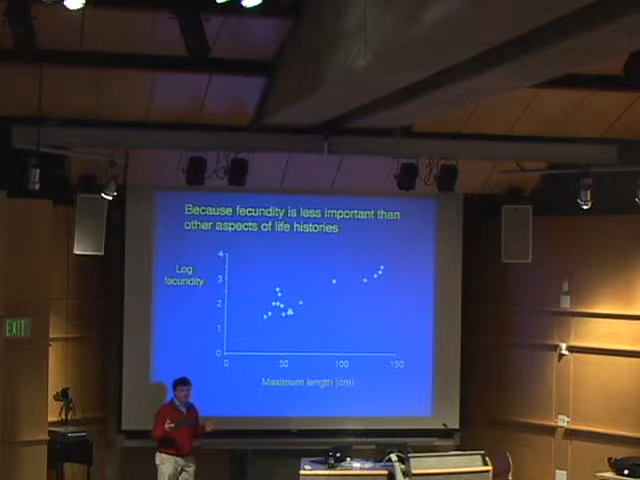 Because fecundity is less important than
other aspects of life histories
Log
fecundity
4
3
2
1
0
0 50 100 150
Maximum length (cm)
EXIT